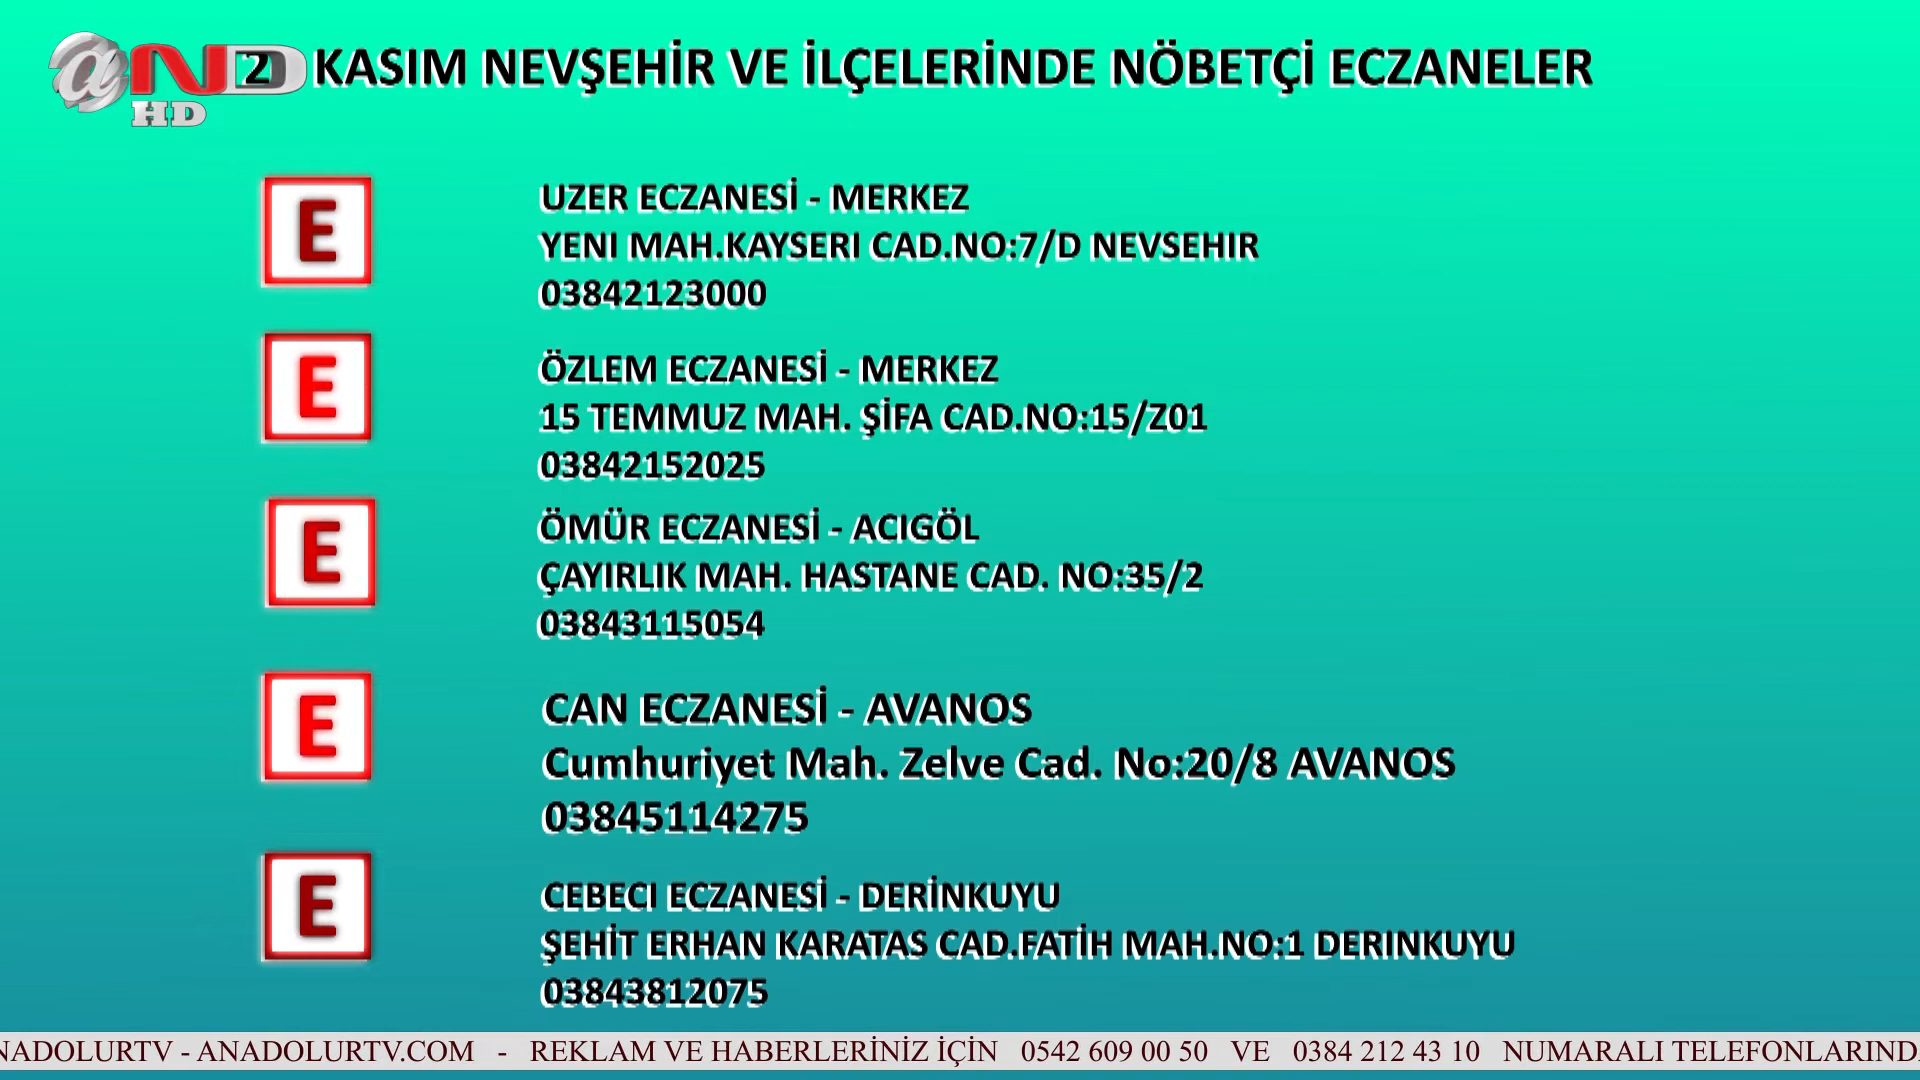 @ND HD
2 KASIM NEVŞEHİR VE İLÇELERİNDE NÖBETÇİ ECZANELER
E
UZER ECZANESİ - MERKEZ
YENI MAH.KAYSERI CAD.NO:7/D NEVSEHIR
03842123000
E
ÖZLEM ECZANESİ - MERKEZ
15 TEMMUZ MAH. ŞİFA CAD.NO:15/Z01
03842152025
E
ÖMÜR ECZANESİ - ACIGÖL
ÇAYIRLIK MAH. HASTANE CAD. NO:35/2
03843115054
E
CAN ECZANESİ - AVANOS
Cumhuriyet Mah. Zelve Cad. No:20/8 AVANOS
03845114275
E
CEBECI ECZANESİ - DERİNKUYU
ŞEHİT ERHAN KARATAS CAD.FATİH MAH.NO:1 DERINKUYU
03843812075
NADOLURTV - ANADOLURTV.COM - REKLAM VE HABERLERİNİZ İÇİN 0542 609 00 50 VE 0384 212 43 10 NUMARALI TELEFONLARIND